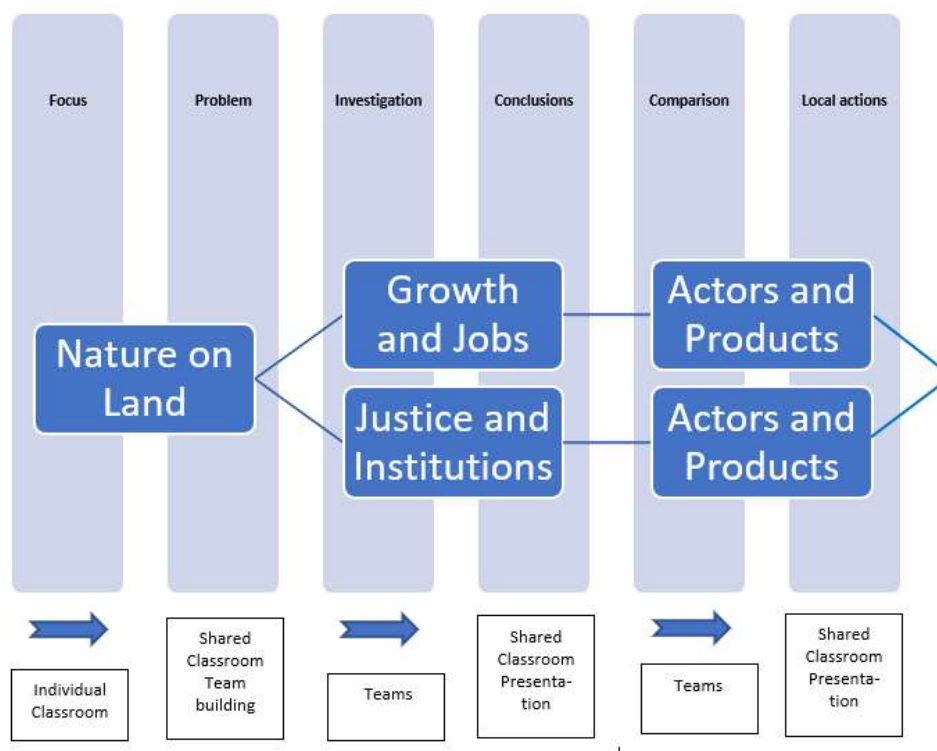 Focus
Problem
Investigation
Conclusions
Comparison
Local actions
Nature on
Land
Growth
and Jobs
Justice and
Institutions
Actors and
Products
Actors and
Products
Individual
Classroom
Shared
Classroom
Team
building
Teams
Shared
Classroom
Presenta-
tion
Teams
Shared
Classroom
Presenta-
tion